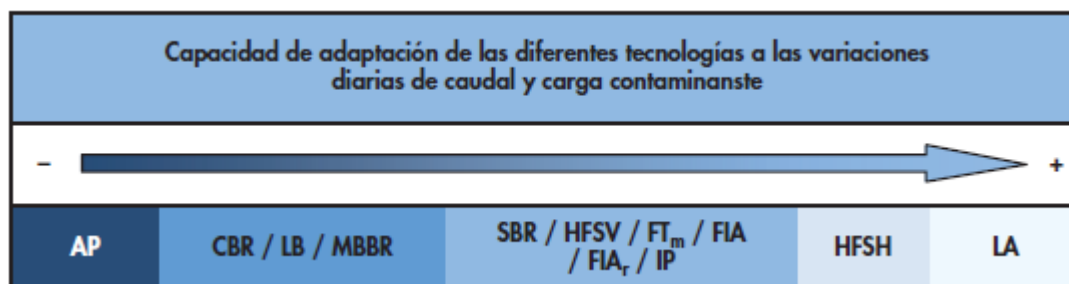 Capacidad de adaptación de las diferentes tecnologías a las variaciones
diarias de caudal y carga contaminanste
– +
AP CBR / LB / MBBR SBR / HFSV / FTm / FIA HFSH LA
/ FIAr / IP